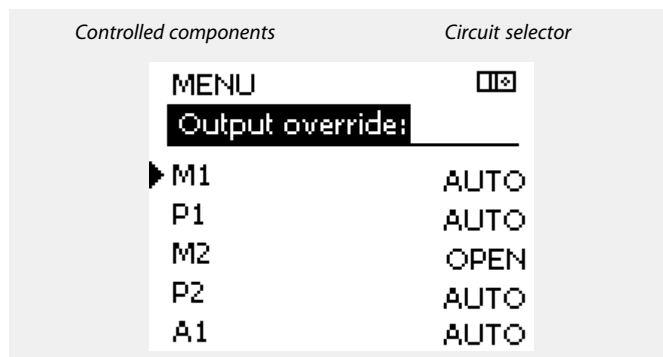 Controlled components Circuit selector
MENU
Output override:
M1 AUTO
P1 AUTO
M2 OPEN
P2 AUTO
A1 AUTO